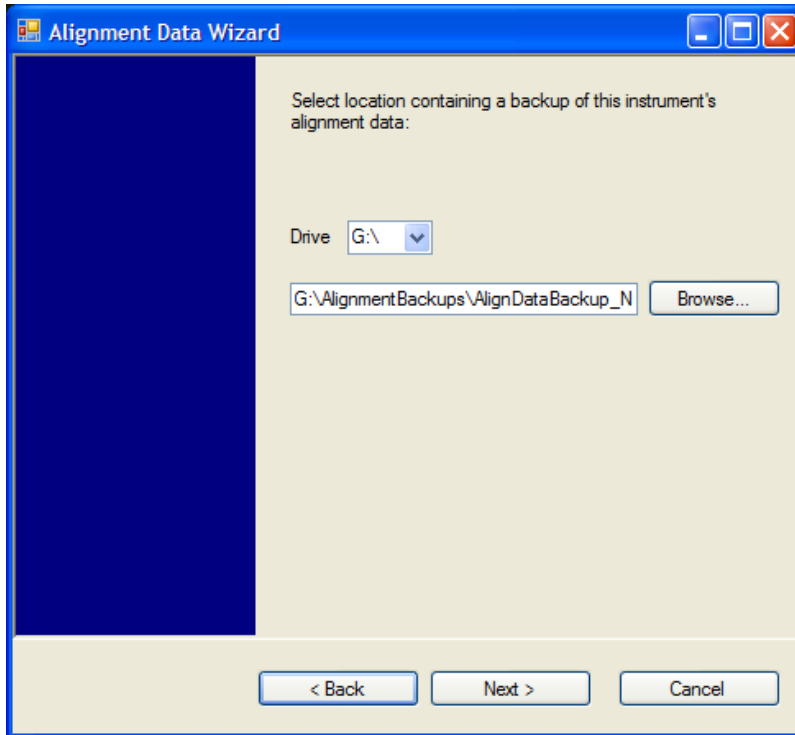 Alignment Data Wizard
Select location containing a backup of this instrument's
alignment data:
Drive G:\
G:\AlignmentBackups\AlignDataBackup_N Browse...
< Back Next > Cancel